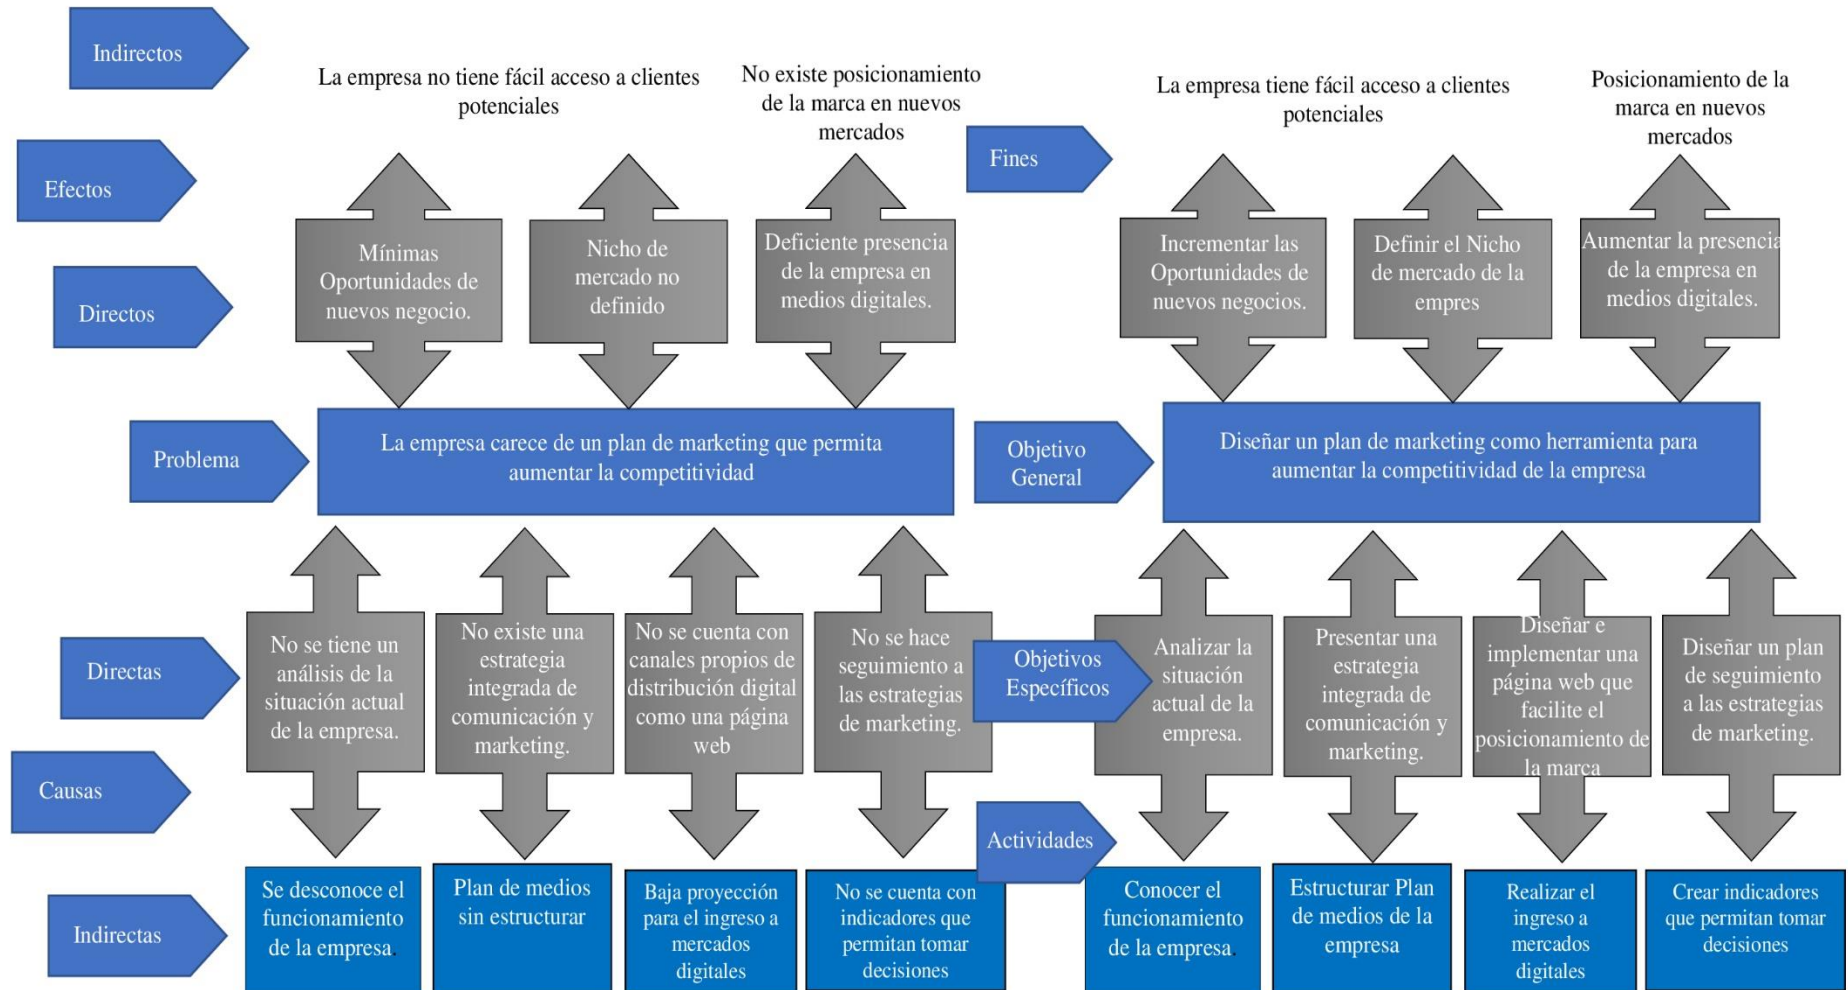 Indirectos
La empresa no tiene fácil acceso a clientes
potenciales
No existe posicionamiento
de la marca en nuevos
mercados
Efectos
Directos
Mínimas
Oportunidades de
nuevos negocio.
Nicho de
mercado no
definido
Deficiente presencia
de la empresa en
medios digitales.
Problema
La empresa carece de un plan de marketing que permita
aumentar la competitividad
Directas
No se tiene un
análisis de la
situación actual
de la empresa.
No existe una
estrategia
integrada de
comunicación y
marketing.
No se cuenta con
canales propios de
distribución digital
como una página
web
No se hace
seguimiento a
las estrategias
de marketing.
Causas
Indirectas
Se desconoce el
funcionamiento
de la empresa.
Plan de medios
sin estructurar
Baja proyección
para el ingreso a
mercados
digitales
No se cuenta con
indicadores que
permitan tomar
decisiones
La empresa tiene fácil acceso a clientes
potenciales
Posicionamiento de la
marca en nuevos
mercados
Fines
Incrementar las
Oportunidades de
nuevos negocios.
Definir el Nicho
de mercado de la
empres
Aumentar la presencia
de la empresa en
medios digitales.
Objetivo
General
Diseñar un plan de marketing como herramienta para
aumentar la competitividad de la empresa
Objetivos
Específicos
Analizar la
situación
actual de la
empresa.
Presentar una
estrategia
integrada de
comunicación y
marketing.
Diseñar e
implementar una
página web que
facilite el
posicionamiento de
la marca
Diseñar un plan
de seguimiento
a las estrategias
de marketing.
Actividades
Conocer el
funcionamiento
de la empresa.
Estructurar Plan
de medios de la
empresa
Realizar el
ingreso a
mercados
digitales
Crear indicadores
que permitan tomar
decisiones